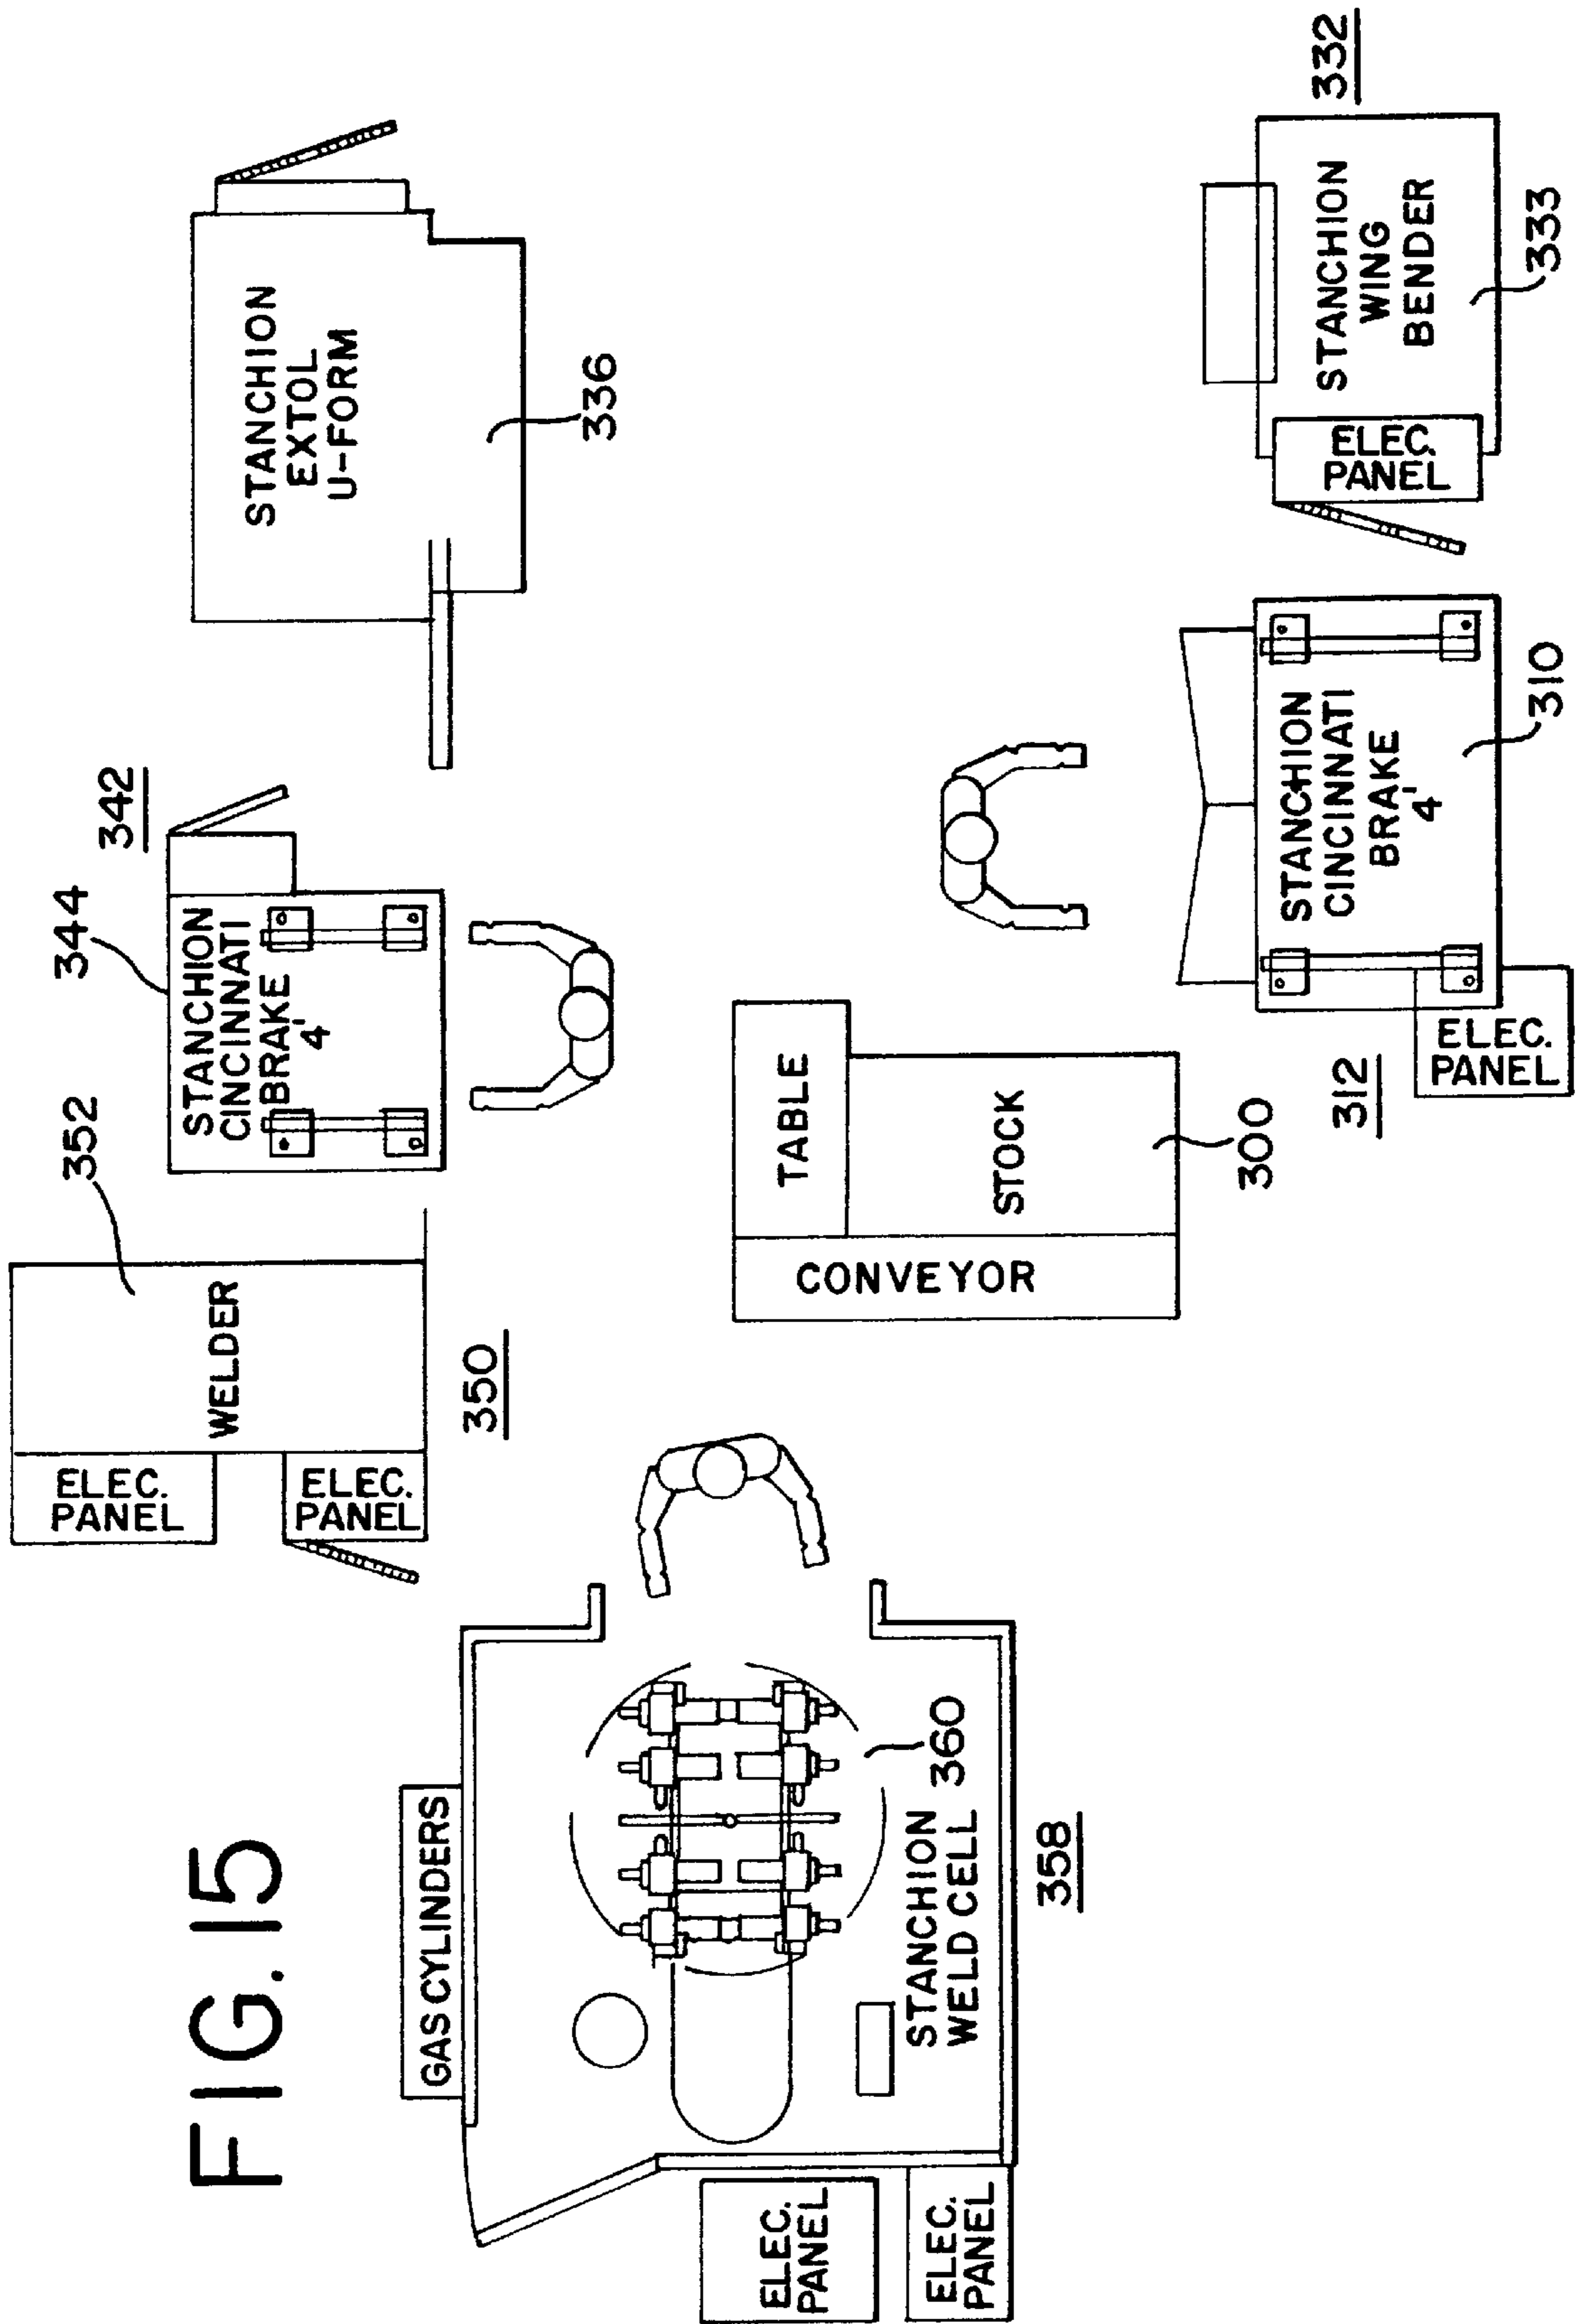 FIG. 15
GAS CYLINDERS
ELEC.
PANEL
ELEC.
PANEL
STANCHION
WELD CELL 360
358
ELEC.
PANEL
ELEC.
PANEL
WELDER
352
350
344
STANCHION
CINCINNATI
BRAKE
4'
342
STANCHION
EXTOL
U-FORM
336
CONVEYOR
TABLE
STOCK
300
312
ELEC.
PANEL
STANCHION
CINCINNATI
BRAKE
4'
310
ELEC.
PANEL
STANCHION
WING
BENDER
333
332